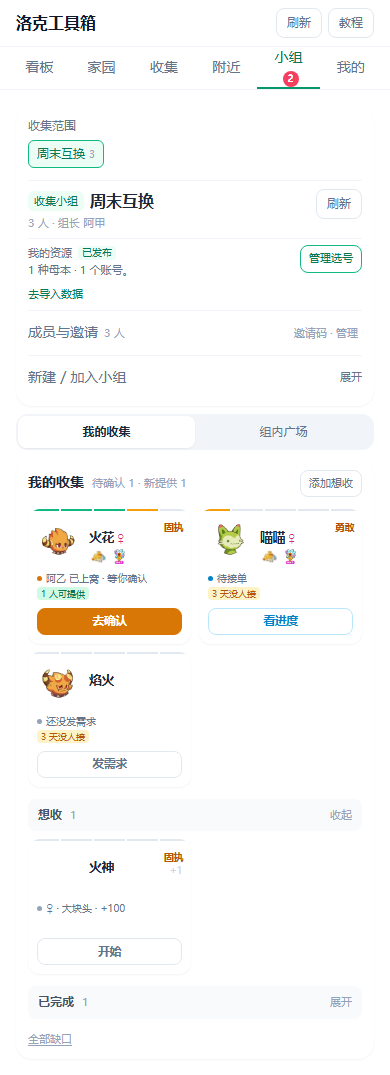 洛克工具箱
刷新
教程
看板
家园
收集
附近
小组
2
我的
收集范围
周末互换 3
收集小组
周末互换
刷新
3 人 · 组长 阿甲
我的资源 已发布
1 种母本 · 1 个账号。
管理选号
去导入数据
成员与邀请 3 人
邀请码 · 管理
新建 / 加入小组
展开
我的收集
组内广场
我的收集 待确认 1 · 新提供 1
添加想收
固执
火花♀
阿乙 已上窝 · 等你确认
1 人可提供
去确认
勇敢
喵喵♀
待接单
3 天没人接
看进度
焰火
还没发需求
3 天没人接
发需求
想收 1
收起
固执
火神
+1
♀ · 大块头 · +100
开始
已完成 1
展开
全部缺口